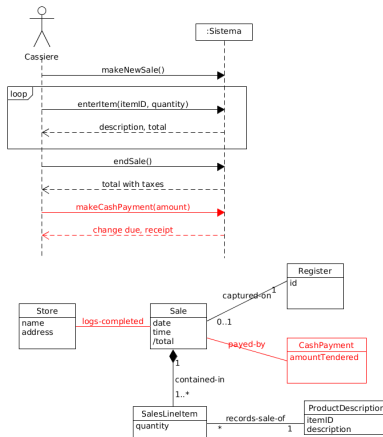 Cassiere
:Sistema
makeNewSale()
loop
enterItem(itemID, quantity)
description, total
endSale()
total with taxes
makeCashPayment(amount)
change due, receipt
Register
id
captured-on
1
0..1
Store
name
address
logs-completed
Sale
date
time
/total
payed-by
CashPayment
amountTendered
1
contained-in
1..*
SalesLineItem
quantity
records-sale-of
*
1
ProductDescription
itemID
description